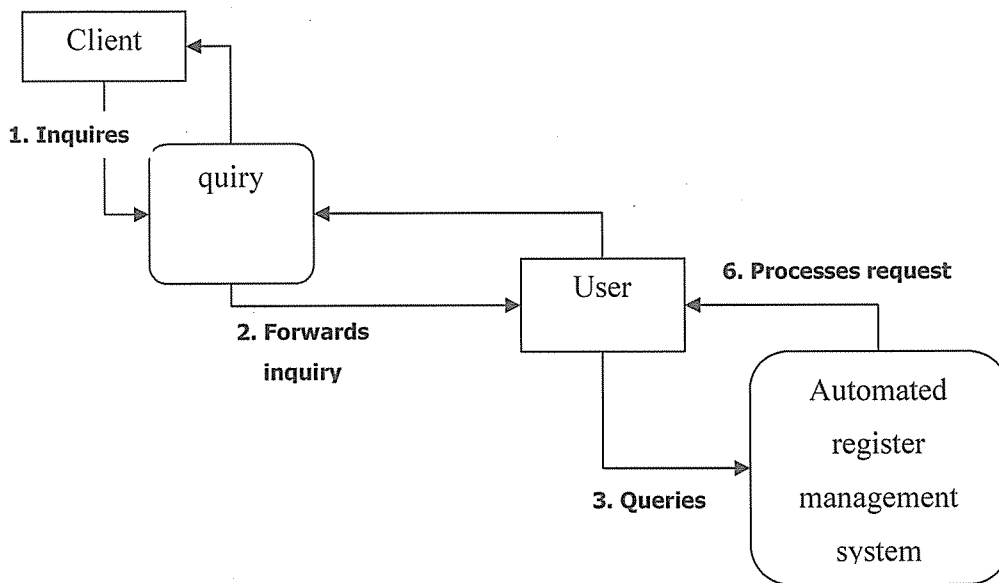 Client
1. Inquires
quiry
User
6. Processes request
2. Forwards
inquiry
Automated
register
management
system
3. Queries